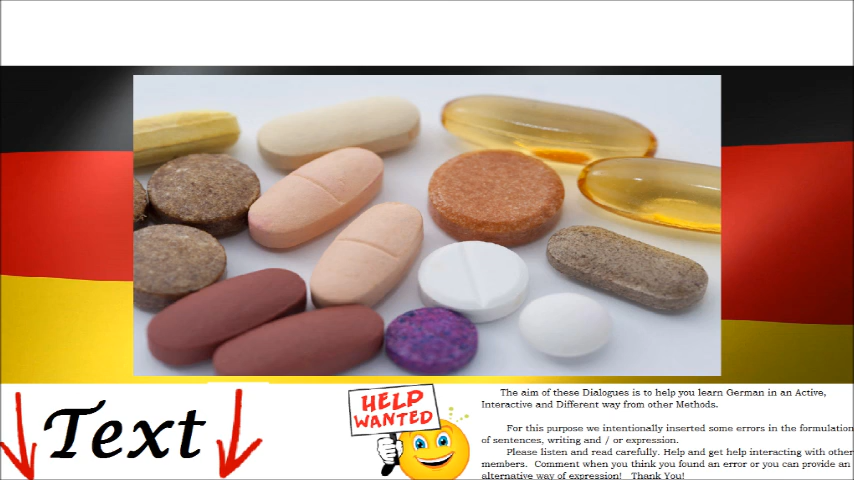 Text
HELP
WANTED
The aim of these Dialogues is to help you learn German in an Active,
Interactive and Different way from other Methods.
For this purpose we intentionally inserted some errors in the formulation
of sentences, writing and / or expression.
Please listen and read carefully. Help and get help interacting with other
members. Comment when you think you found an error or you can provide an
alternative way of expression! Thank You!